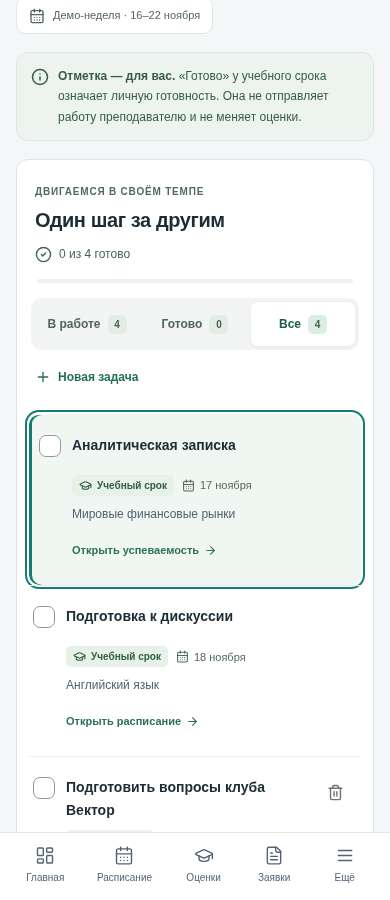 Демо-неделя · 16–22 ноября
Отметка — для вас. «Готово» у учебного срока
означает личную готовность. Она не отправляет
работу преподавателю и не меняет оценки.
ДВИГАЕМСЯ В СВОЁМ ТЕМПЕ
Один шаг за другим
0 из 4 готово
В работе 4 Готово 0 Все 4
Новая задача
Аналитическая записка
Учебный срок 17 ноября
Мировые финансовые рынки
Открыть успеваемость →
Подготовка к дискуссии
Учебный срок 18 ноября
Английский язык
Открыть расписание →
Подготовить вопросы клуба
Вектор
Главная Расписание Оценки Заявки Ещё